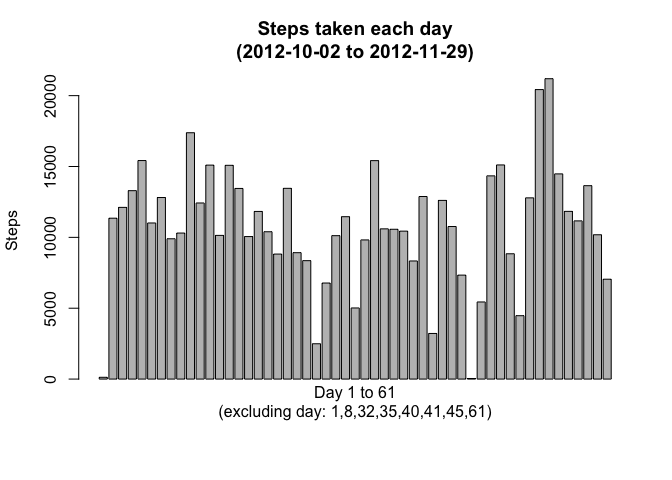 Steps taken each day
(2012-10-02 to 2012-11-29)
Steps
20000
15000
10000
5000
0
Day 1 to 61
(excluding day: 1,8,32,35,40,41,45,61)